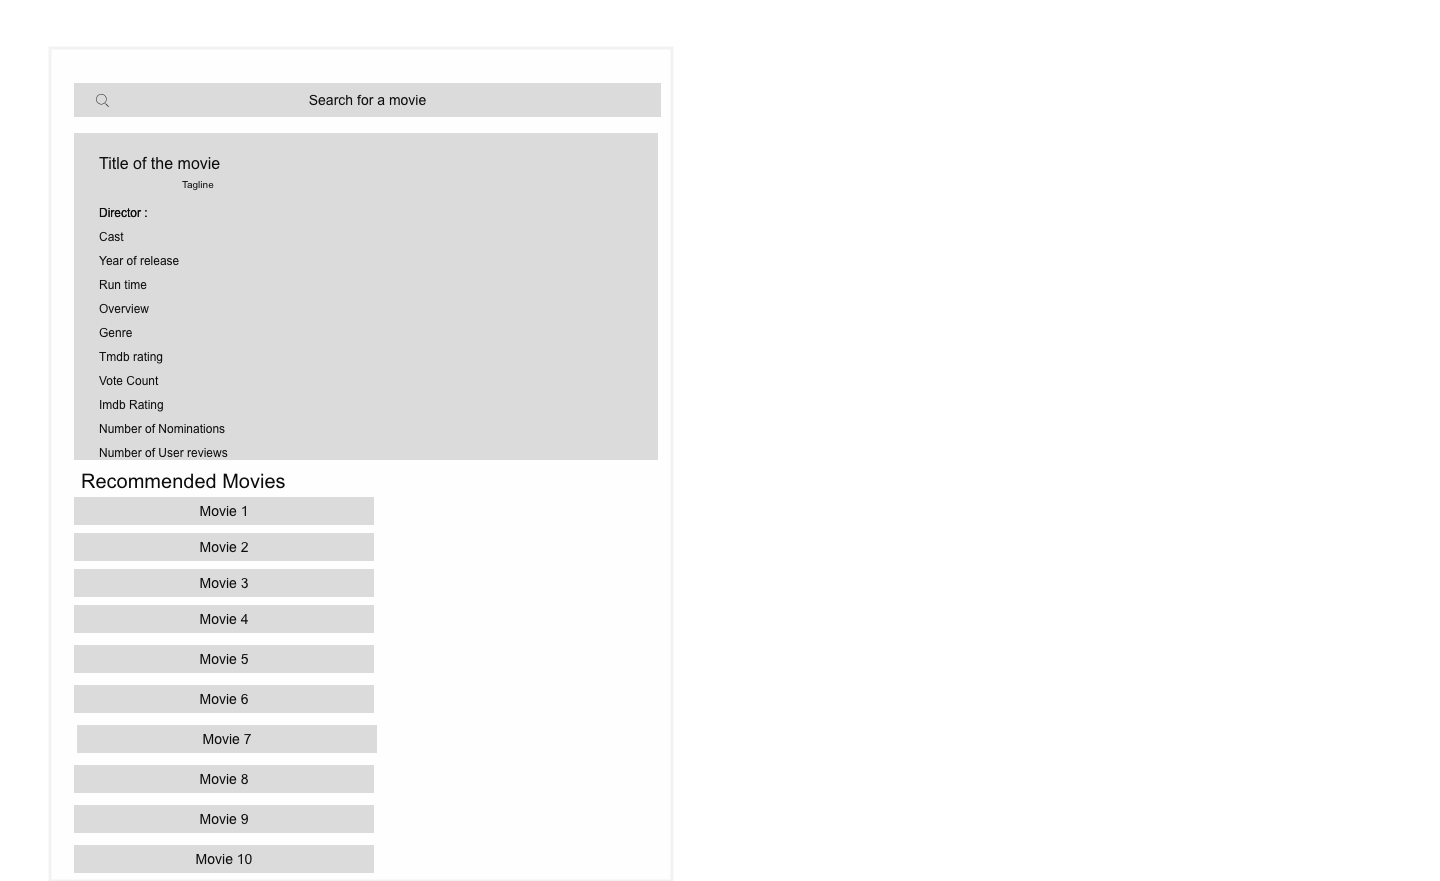 Search for a movie
Title of the movie
Tagline
Director :
Cast
Year of release
Run time
Overview
Genre
Tmdb rating
Vote Count
Imdb Rating
Number of Nominations
Number of User reviews
Recommended Movies
Movie 1
Movie 2
Movie 3
Movie 4
Movie 5
Movie 6
Movie 7
Movie 8
Movie 9
Movie 10